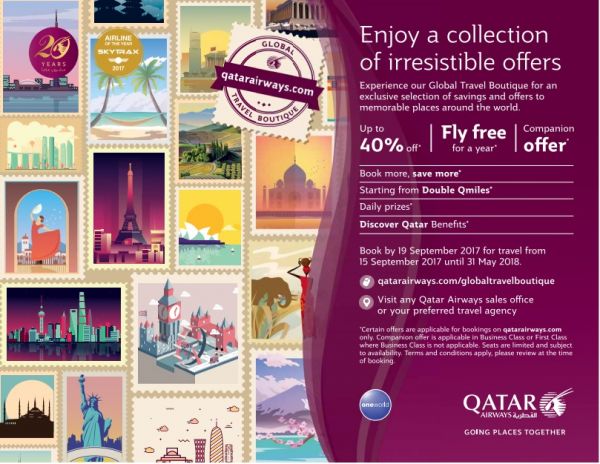 20
YEARS
AIRLINE
OF THE YEAR
SKYTRAX
2017
GLOBAL
qatarairways.com
TRAVEL BOUTIQUE
Enjoy a collection
of irresistible offers
Experience our Global Travel Boutique for an
exclusive selection of savings and offers to
memorable places around the world.
Up to
40% off*
Fly free
for a year*
Companion
offer*
Book more, save more*
Starting from Double Qmiles*
Daily prizes*
Discover Qatar Benefits*
Book by 19 September 2017 for travel from
15 September 2017 until 31 May 2018.
qatarairways.com/globaltravelboutique
Visit any Qatar Airways sales office
or your preferred travel agency
*Certain offers are applicable for bookings on qatarairways.com
only. Companion offer is applicable in Business Class or First Class
where Business Class is not applicable. Seats are limited and subject
to availability. Terms and conditions apply, please review at the time
of booking.
oneworld
QATAR
AIRWAYS القطرية
GOING PLACES TOGETHER